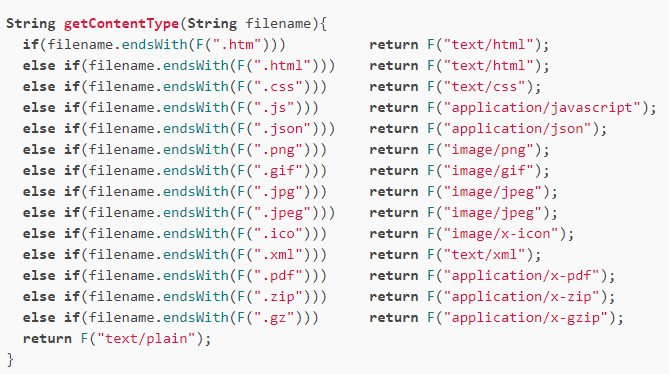 String getContentType(String filename){
  if(filename.endsWith(F(".htm")))           return F("text/html");
  else if(filename.endsWith(F(".html")))    return F("text/html");
  else if(filename.endsWith(F(".css")))     return F("text/css");
  else if(filename.endsWith(F(".js")))      return F("application/javascript");
  else if(filename.endsWith(F(".json")))    return F("application/json");
  else if(filename.endsWith(F(".png")))     return F("image/png");
  else if(filename.endsWith(F(".gif")))     return F("image/gif");
  else if(filename.endsWith(F(".jpg")))     return F("image/jpeg");
  else if(filename.endsWith(F(".jpeg")))    return F("image/jpeg");
  else if(filename.endsWith(F(".ico")))     return F("image/x-icon");
  else if(filename.endsWith(F(".xml")))     return F("text/xml");
  else if(filename.endsWith(F(".pdf")))     return F("application/x-pdf");
  else if(filename.endsWith(F(".zip")))     return F("application/x-zip");
  else if(filename.endsWith(F(".gz")))      return F("application/x-gzip");
  return F("text/plain");
}